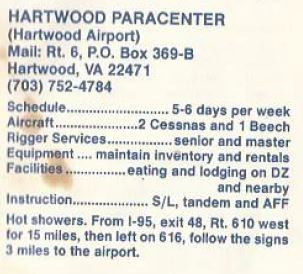 HARTWOOD PARACENTER
(Hartwood Airport)
Mail: Rt. 6, P.O. Box 369-B
Hartwood, VA 22471
(703) 752-4784
Schedule............................ 5-6 days per week
Aircraft...................2 Cessnas and 1 Beech
Rigger Services....................senior and master
Equipment .... maintain inventory and rentals
Facilities ...............eating and lodging on DZ
and nearby
Instruction...................... S/L, tandem and AFF
Hot showers. From I-95, exit 48, Rt. 610 west
for 15 miles, then left on 616, follow the signs
3 miles to the airport.